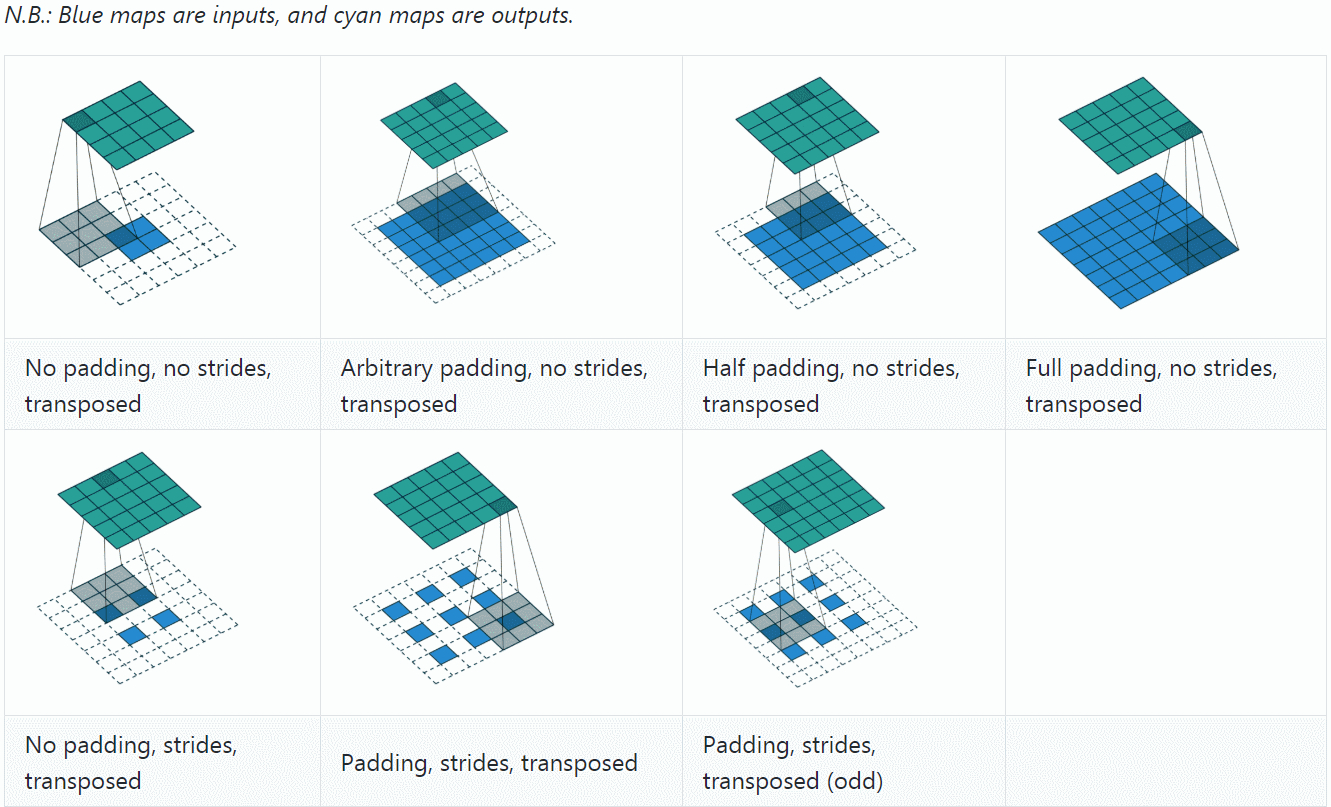 N.B.: Blue maps are inputs, and cyan maps are outputs.
No padding, no strides,
transposed
Arbitrary padding, no strides,
transposed
Half padding, no strides,
transposed
Full padding, no strides,
transposed
No padding, strides,
transposed
Padding, strides, transposed
Padding, strides,
transposed (odd)